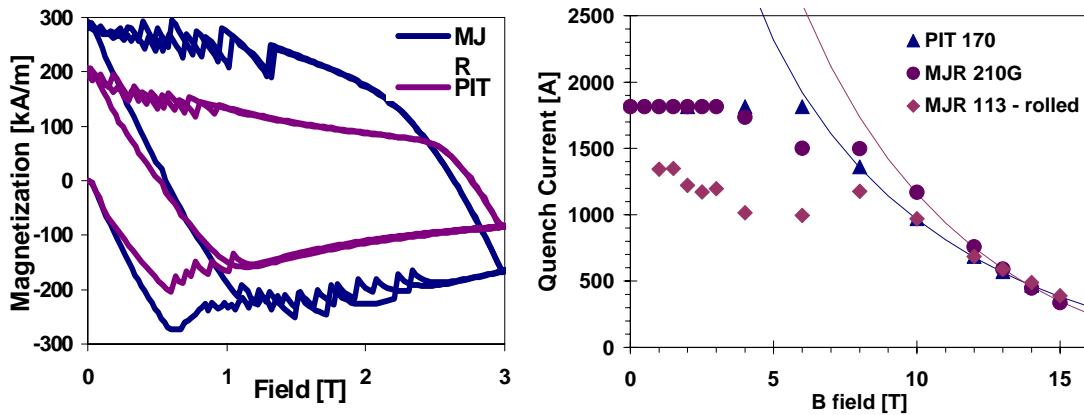 Magnetization [kA/m]
300
200
100
0
-100
-200
-300
0
1
2
3
Field [T]
MJ
R
PIT
Quench Current [A]
2500
2000
1500
1000
500
0
0
5
10
15
B field [T]
PIT 170
MJR 210G
MJR 113 - rolled